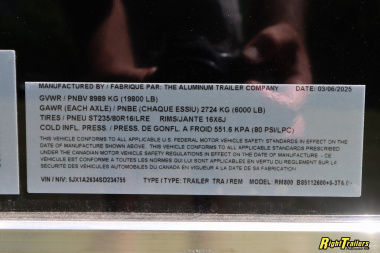 MANUFACTURED BY / FABRIQUE PAR: THE ALUMINUM TRAILER COMPANY DATE: 03/06/2025
GVWR / PNBV 8989 KG (19800 LB)
GAWR (EACH AXLE) / PNBE (CHAQUE ESSIU) 2724 KG (6000 LB)
TIRES / PNEU ST235/80R16/LRE RIMS/JANTE 16X6J
COLD INFL. PRESS. / PRESS. DE GONFL. A FROID 551.6 KPA (80 PSI/LPC)
THIS VEHICLE CONFORMS TO ALL APPLICABLE U.S. FEDERAL MOTOR VEHICLE SAFETY STANDARDS IN EFFECT ON THE
DATE OF MANUFACTURE SHOWN ABOVE. THIS VEHICLE CONFORMS TO ALL APPLICABLE STANDARDS PRESCRIBED
UNDER THE CANADIAN MOTOR VEHICLE SAFETY REGULATIONS IN EFFECT ON THE DATE OF MANUFACTURE / CE
VEHICULE EST CONFORME A TOUTES LES NORMES QUI LUI SONT APPLICABLES EN VERTU DU REGLEMENT SUR LA
SECURITE DES VEHICULES AUTOMOBILES DU CANADA EN VIGUEUR A LA DATE DE SA FABRICATION
VIN / NIV: 5JX1A2634SD234755 TYPE / TYPE: TRAILER TRA / REM MODEL: RM809
RightTrailers